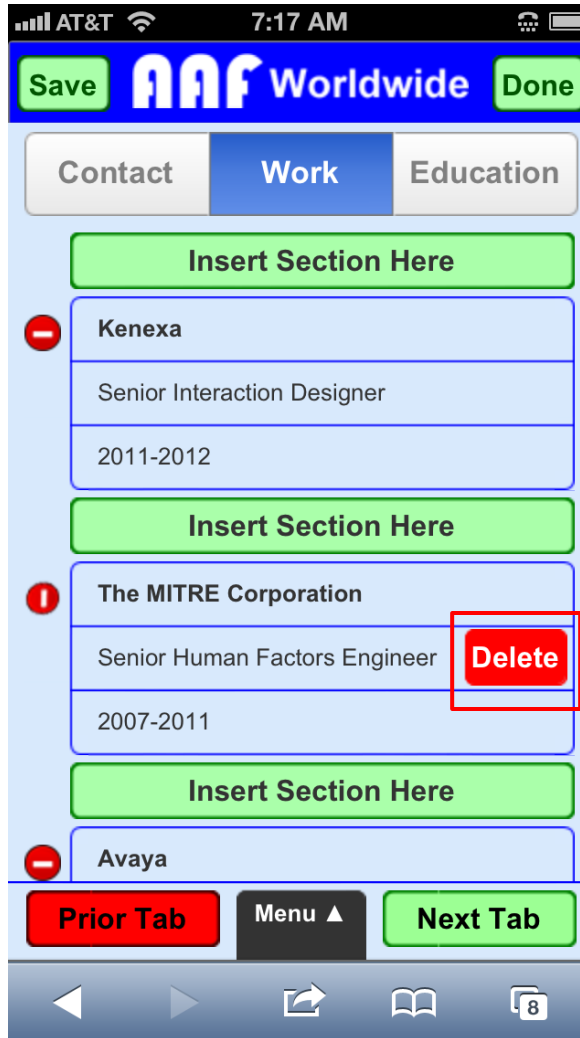 AT&T 7:17 AM
Save AAF Worldwide Done
Contact Work Education
Insert Section Here
Kenexa
Senior Interaction Designer
2011-2012
Insert Section Here
The MITRE Corporation
Senior Human Factors Engineer Delete
2007-2011
Insert Section Here
Avaya
Prior Tab Menu ▲ Next Tab
8